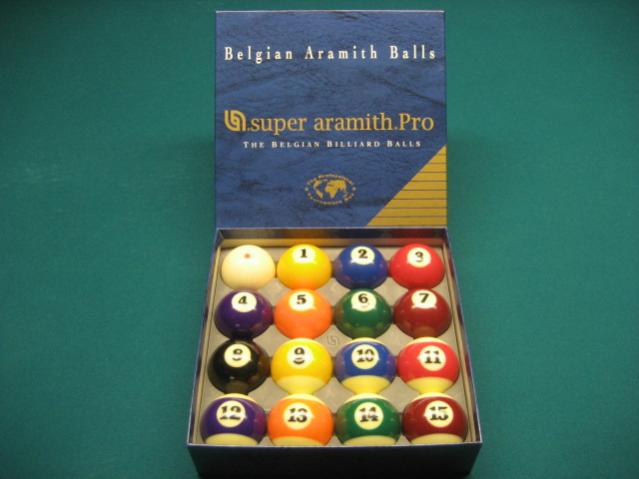 Belgian Aramith Balls
super aramith.Pro
THE BELGIAN BILLIARD BALLS
1 2 3
4 5 6 7
8 9 10 11
12 13 14 15